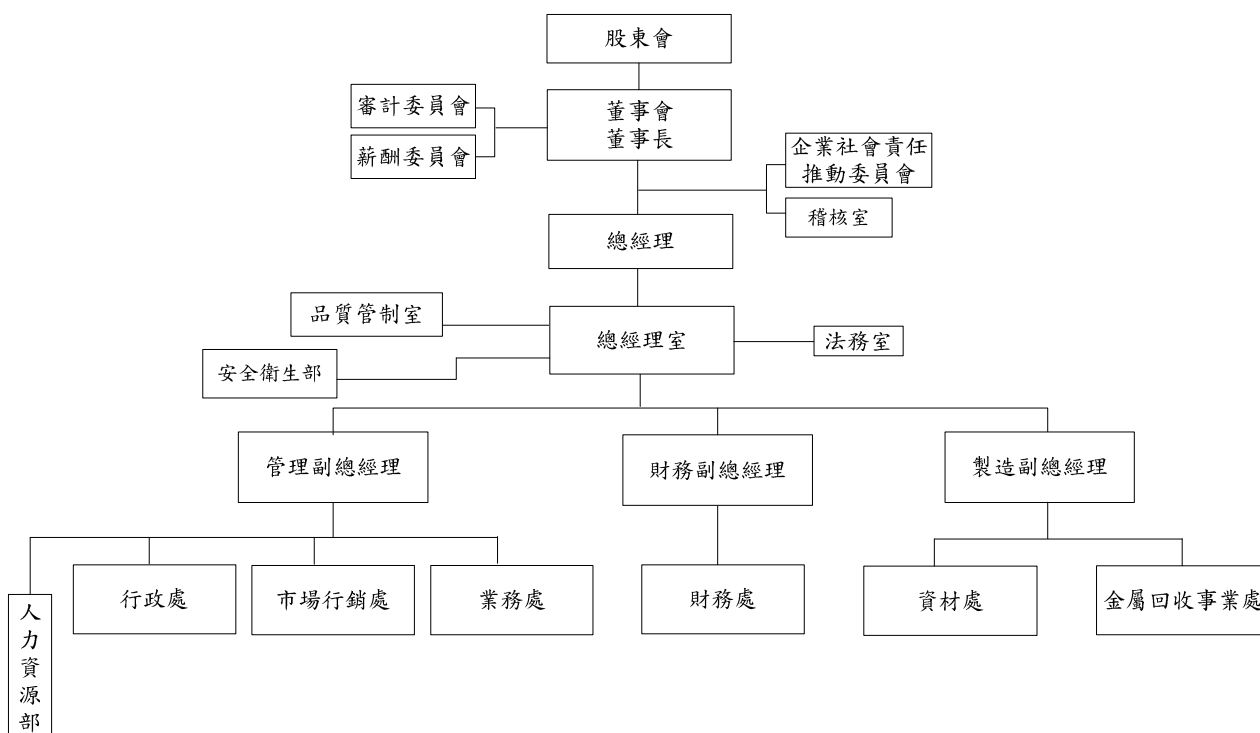 股東會
審計委員會
董事會
董事長
薪酬委員會
企業社會責任
推動委員會
稽核室
總經理
品質管制室
總經理室
法務室
安全衛生部
管理副總經理
財務副總經理
製造副總經理
人力資源部
行政處
市場行銷處
業務處
財務處
資材處
金屬回收事業處